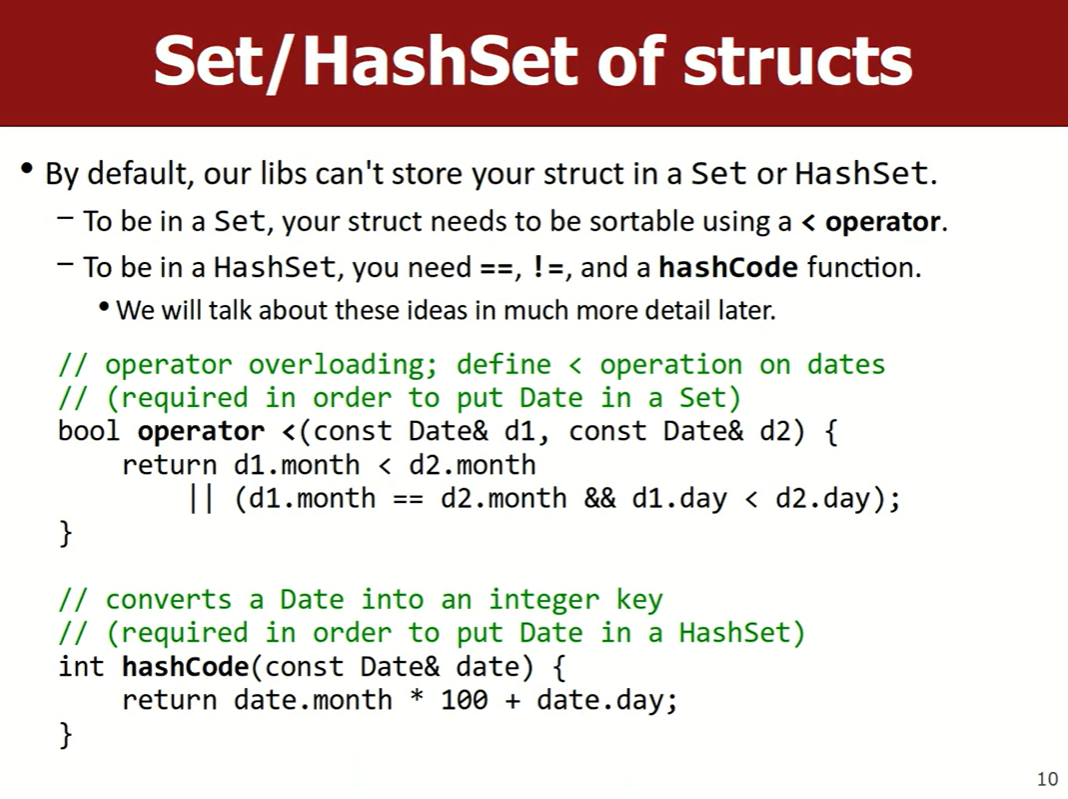 Set/HashSet of structs
• By default, our libs can't store your struct in a Set or HashSet.
– To be in a Set, your struct needs to be sortable using a < operator.
– To be in a HashSet, you need ==, !=, and a hashCode function.
• We will talk about these ideas in much more detail later.
// operator overloading; define < operation on dates
// (required in order to put Date in a Set)
bool operator <(const Date& d1, const Date& d2) {
    return d1.month < d2.month
        || (d1.month == d2.month && d1.day < d2.day);
}
// converts a Date into an integer key
// (required in order to put Date in a HashSet)
int hashCode(const Date& date) {
    return date.month * 100 + date.day;
}
10